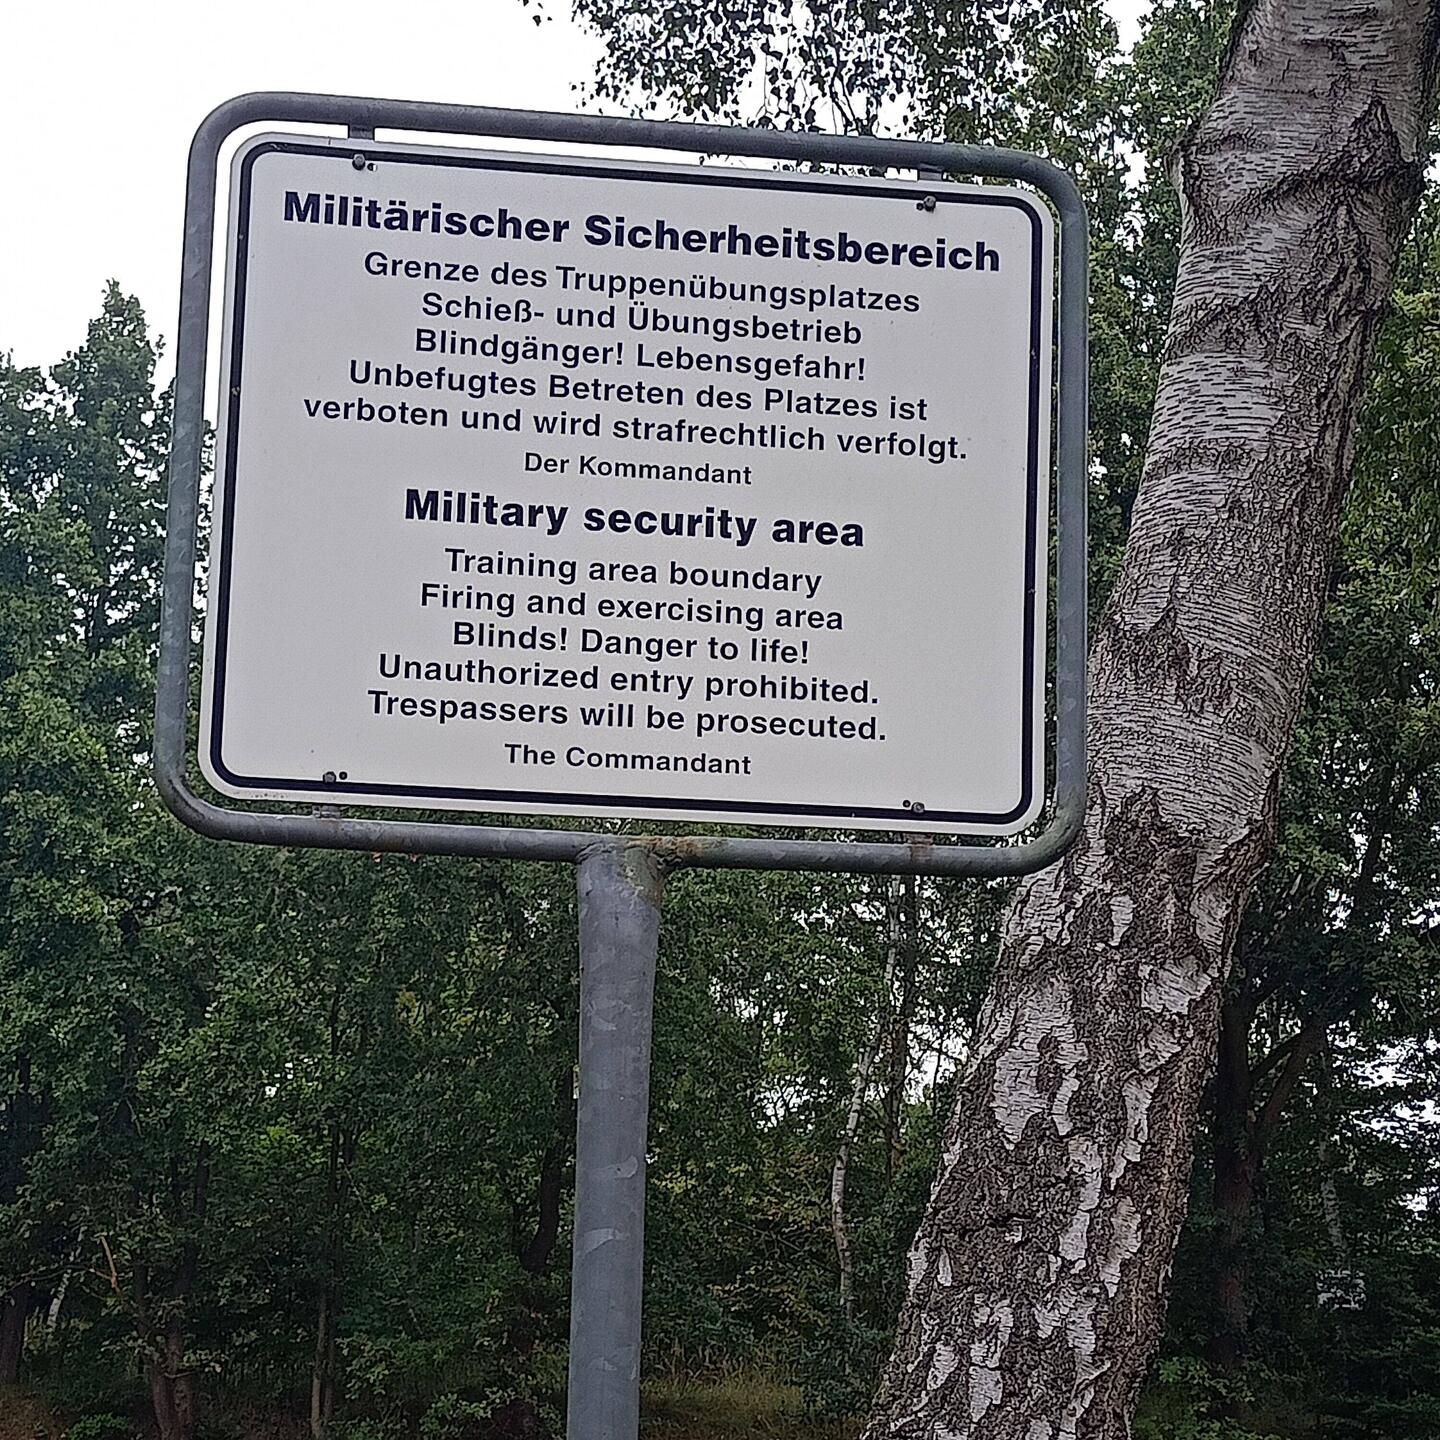 Militärischer Sicherheitsbereich
Grenze des Truppenübungsplatzes
Schieß- und Übungsbetrieb
Blindgänger! Lebensgefahr!
Unbefugtes Betreten des Platzes ist
verboten und wird strafrechtlich verfolgt.
Der Kommandant
Military security area
Training area boundary
Firing and exercising area
Blinds! Danger to life!
Unauthorized entry prohibited.
Trespassers will be prosecuted.
The Commandant